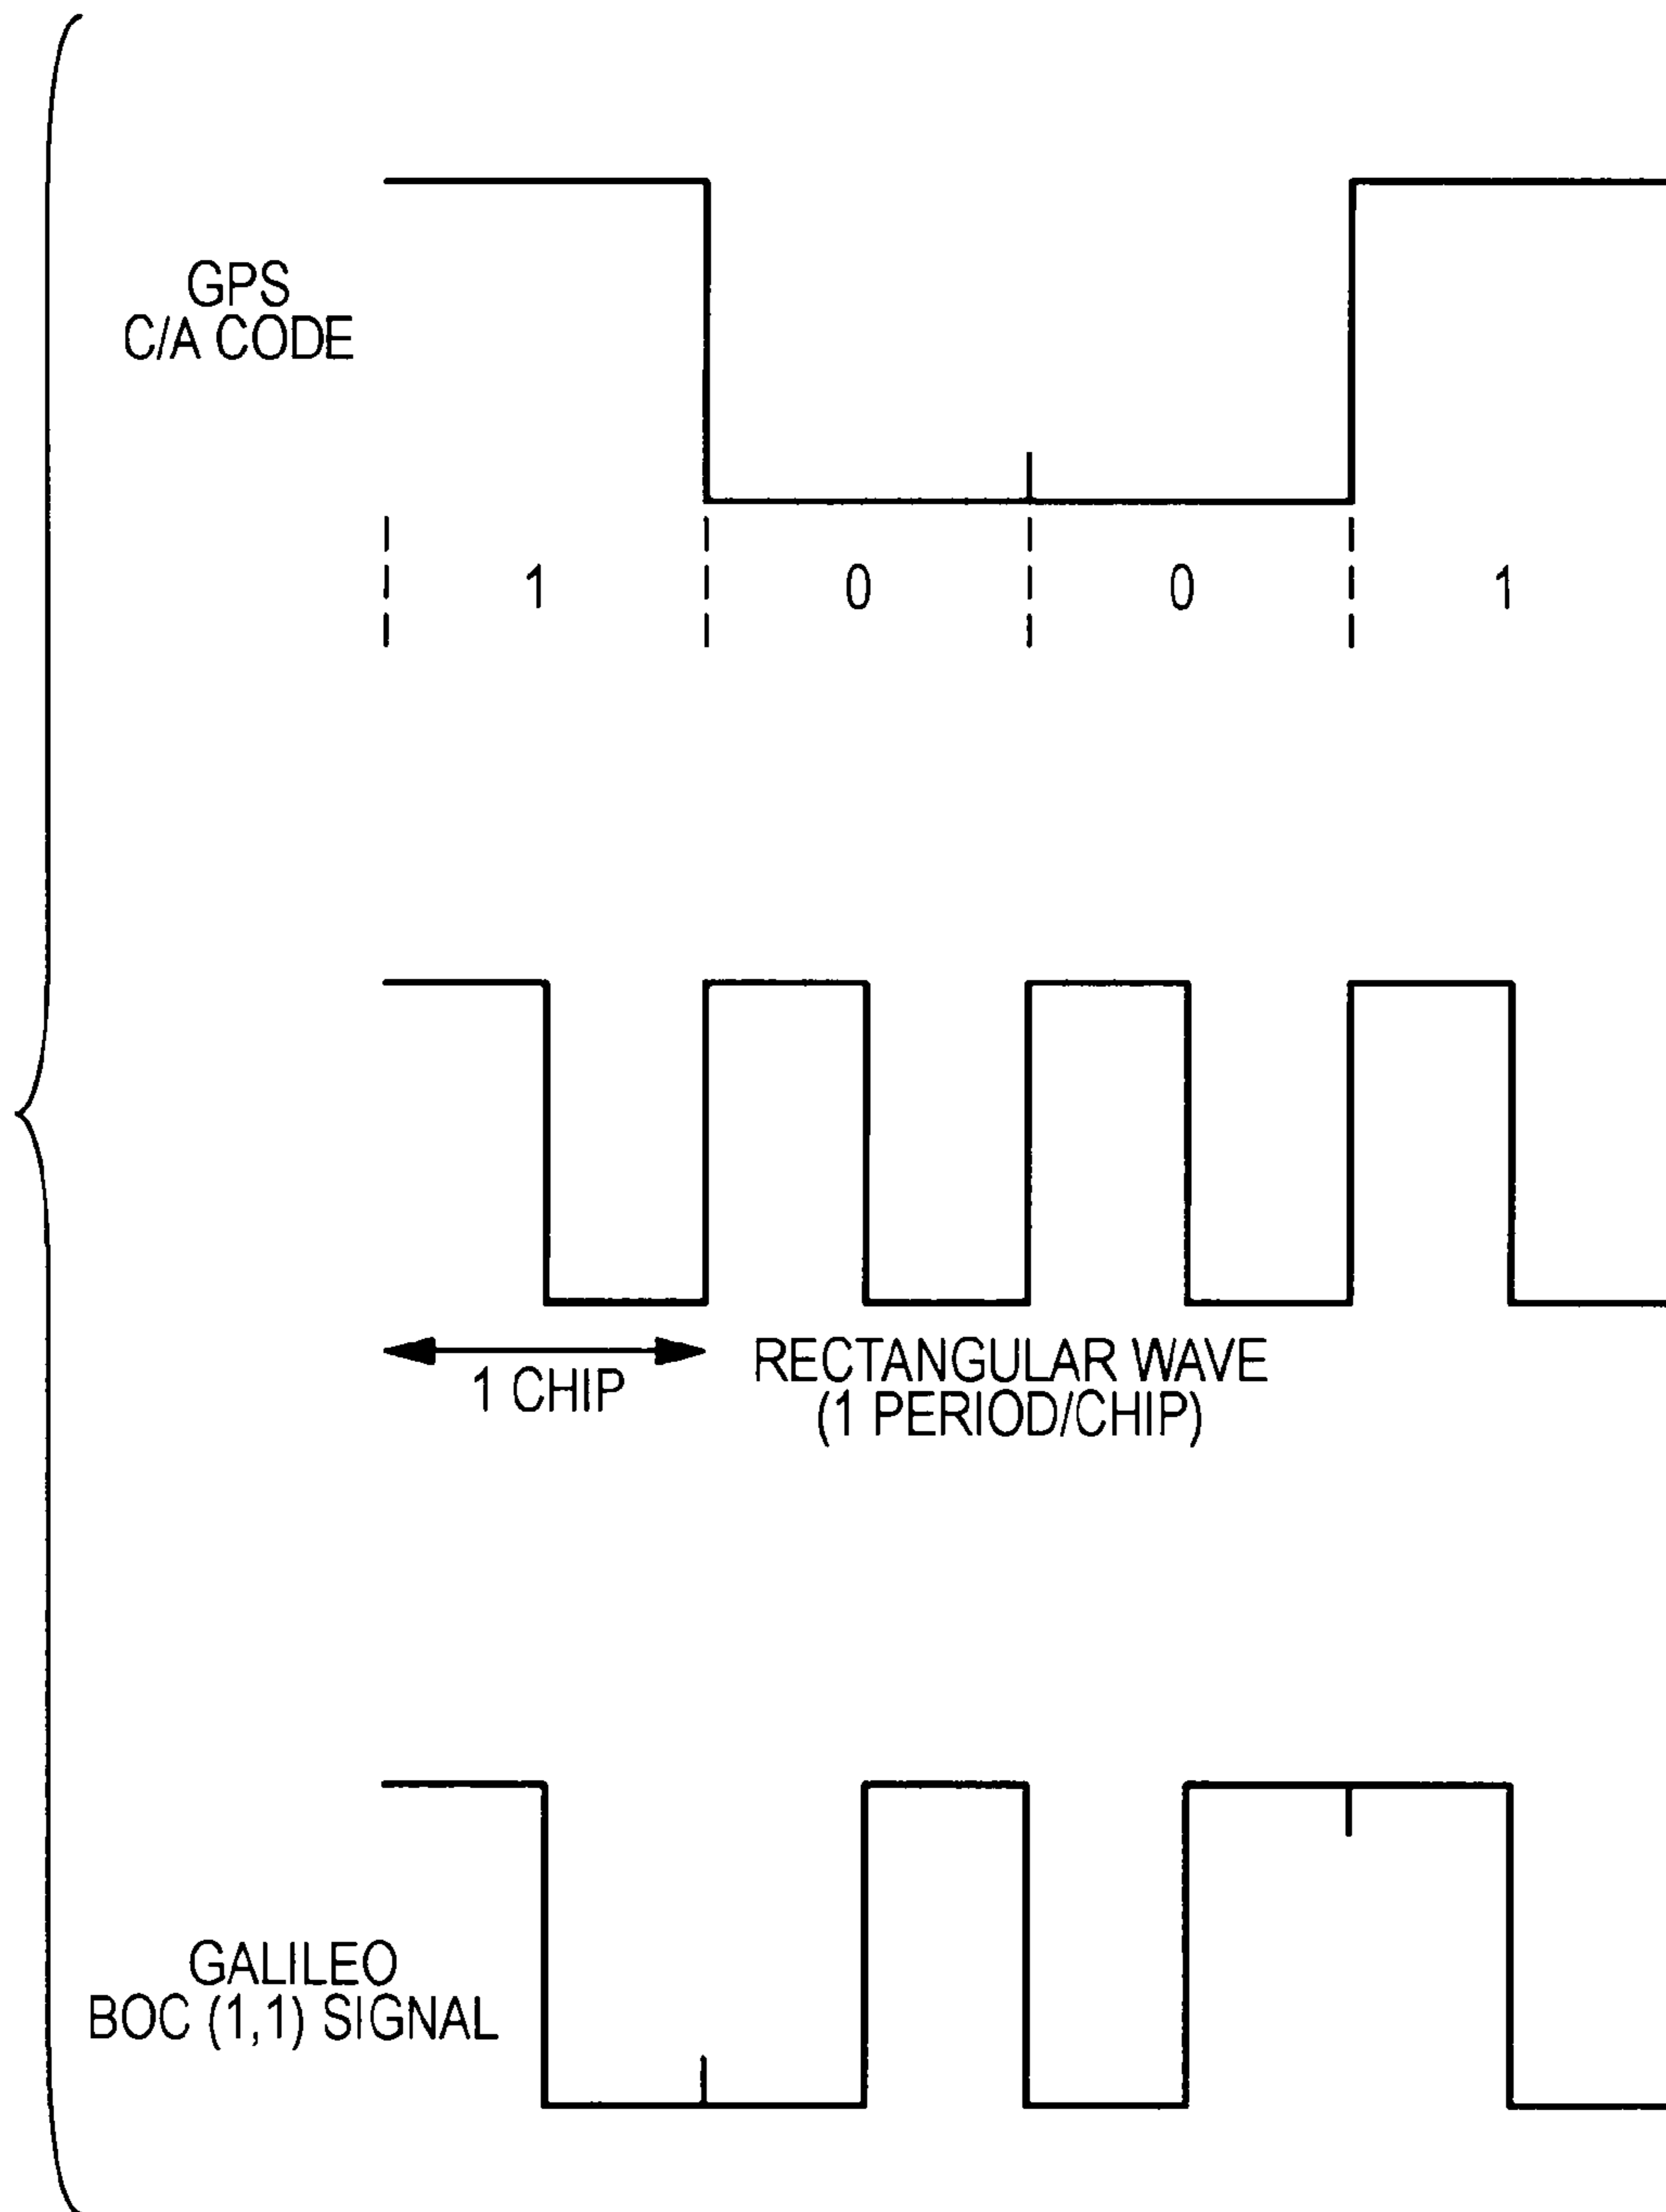 GPS
C/A CODE
1 0 0 1
1 CHIP
RECTANGULAR WAVE
(1 PERIOD/CHIP)
GALILEO
BOC (1,1) SIGNAL